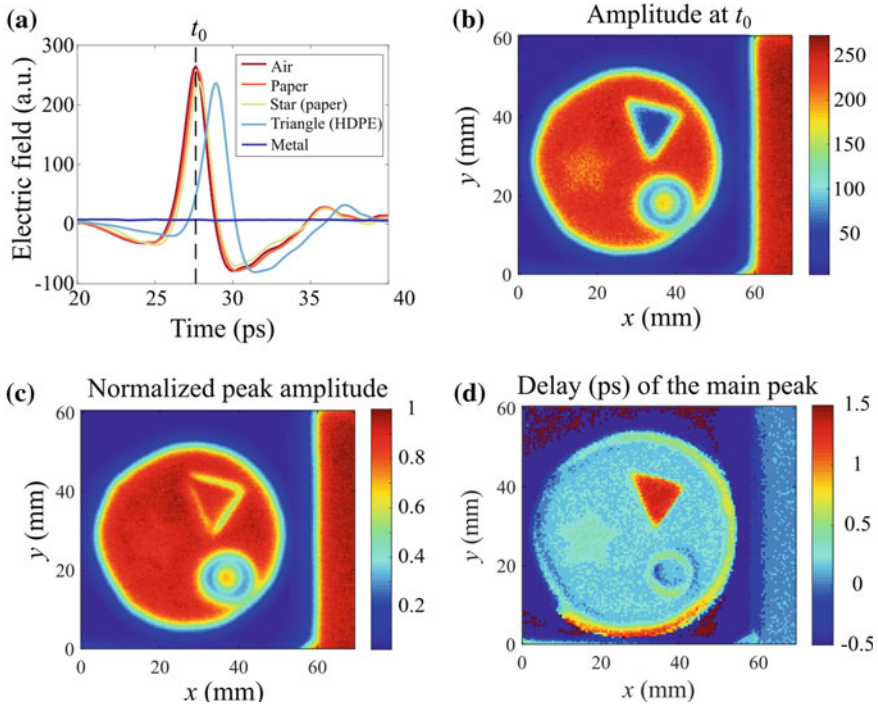 (a)
t0
Electric field (a.u.)
300
200
100
0
-100
20
25
30
35
40
Time (ps)
Air
Paper
Star (paper)
Triangle (HDPE)
Metal
(b)
Amplitude at t0
y (mm)
60
40
20
0
0
20
40
60
x (mm)
250
200
150
100
50
(c)
Normalized peak amplitude
y (mm)
60
40
20
0
0
20
40
60
x (mm)
1
0.8
0.6
0.4
0.2
(d)
Delay (ps) of the main peak
y (mm)
60
40
20
0
0
20
40
60
x (mm)
1.5
1
0.5
0
-0.5